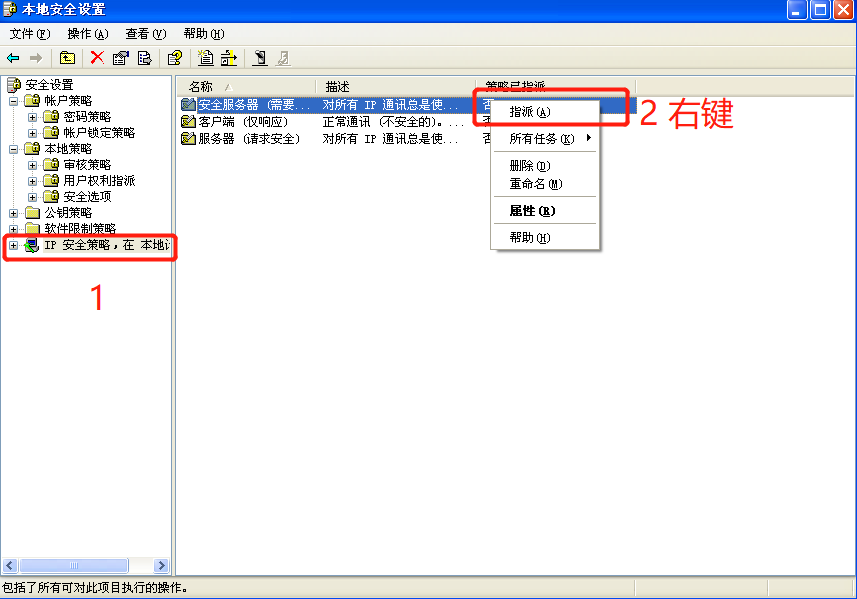 本地安全设置
文件(F) 操作(A) 查看(V) 帮助(H)
安全设置
帐户策略
密码策略
帐户锁定策略
本地策略
审核策略
用户权利指派
安全选项
公钥策略
软件限制策略
IP 安全策略，在 本地
1
名称 描述 策略已指派
安全服务器 (需要... 对所有 IP 通讯总是使... 否
客户端 (仅响应) 正常通讯 (不安全的)。...
服务器 (请求安全) 对所有 IP 通讯总是使... 否
指派(A)
所有任务(K)
删除(D)
重命名(M)
属性(R)
帮助(H)
2 右键
包括了所有可对此项目执行的操作。